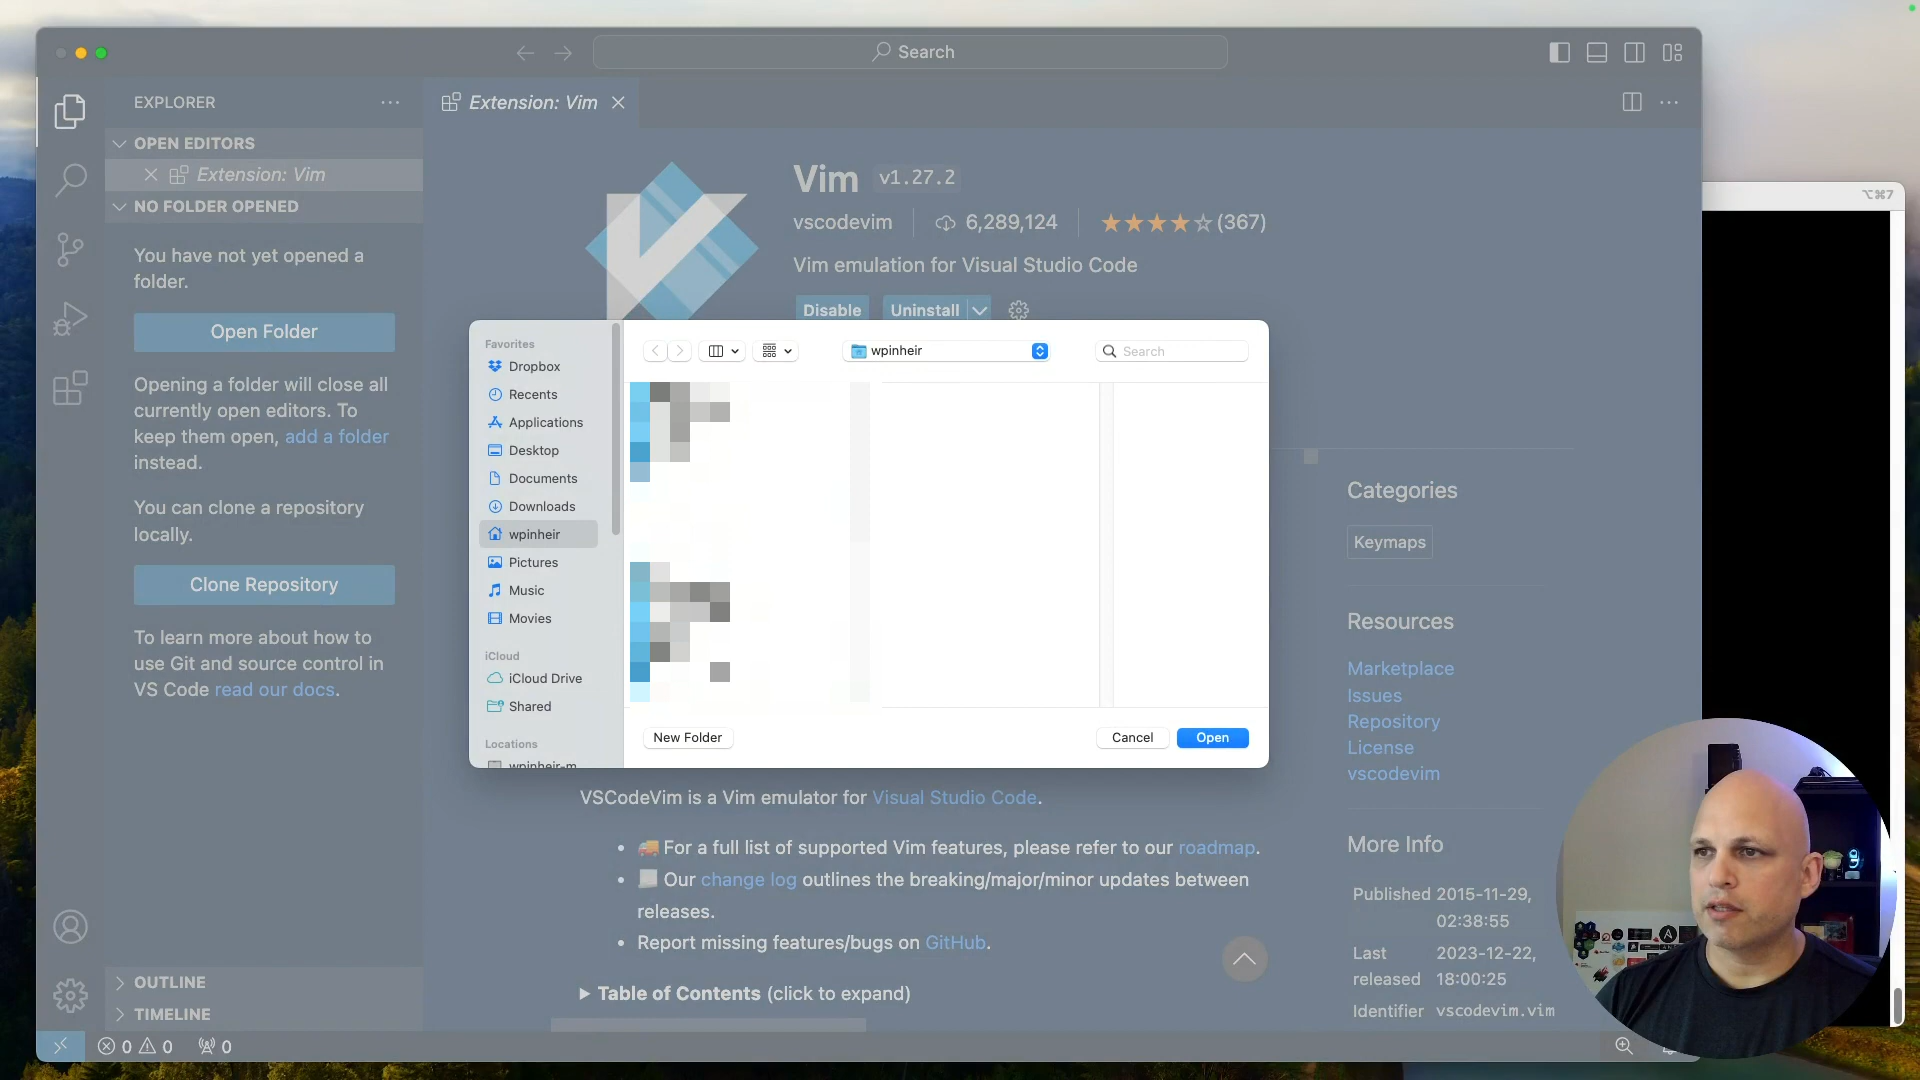 Search
EXPLORER
Extension: Vim
OPEN EDITORS
Extension: Vim
NO FOLDER OPENED
You have not yet opened a
folder.
Open Folder
Opening a folder will close all
currently open editors. To
keep them open, add a folder
instead.
You can clone a repository
locally.
Clone Repository
To learn more about how to
use Git and source control in
VS Code read our docs.
OUTLINE
TIMELINE
0 0 0
Vim v1.27.2
vscodevim 6,289,124 (367)
Vim emulation for Visual Studio Code
Disable Uninstall
⌥⌘7
Favorites
Dropbox
Recents
Applications
Desktop
Documents
Downloads
wpinheir
Pictures
Music
Movies
iCloud
iCloud Drive
Shared
Locations
wpinheir-m
wpinheir
Search
New Folder
Cancel
Open
VSCodeVim is a Vim emulator for Visual Studio Code.
• 🚚 For a full list of supported Vim features, please refer to our roadmap.
• 📃 Our change log outlines the breaking/major/minor updates between
releases.
• Report missing features/bugs on GitHub.
▶ Table of Contents (click to expand)
Categories
Keymaps
Resources
Marketplace
Issues
Repository
License
vscodevim
More Info
Published 2015-11-29,
02:38:55
Last 2023-12-22,
released 18:00:25
Identifier vscodevim.vim